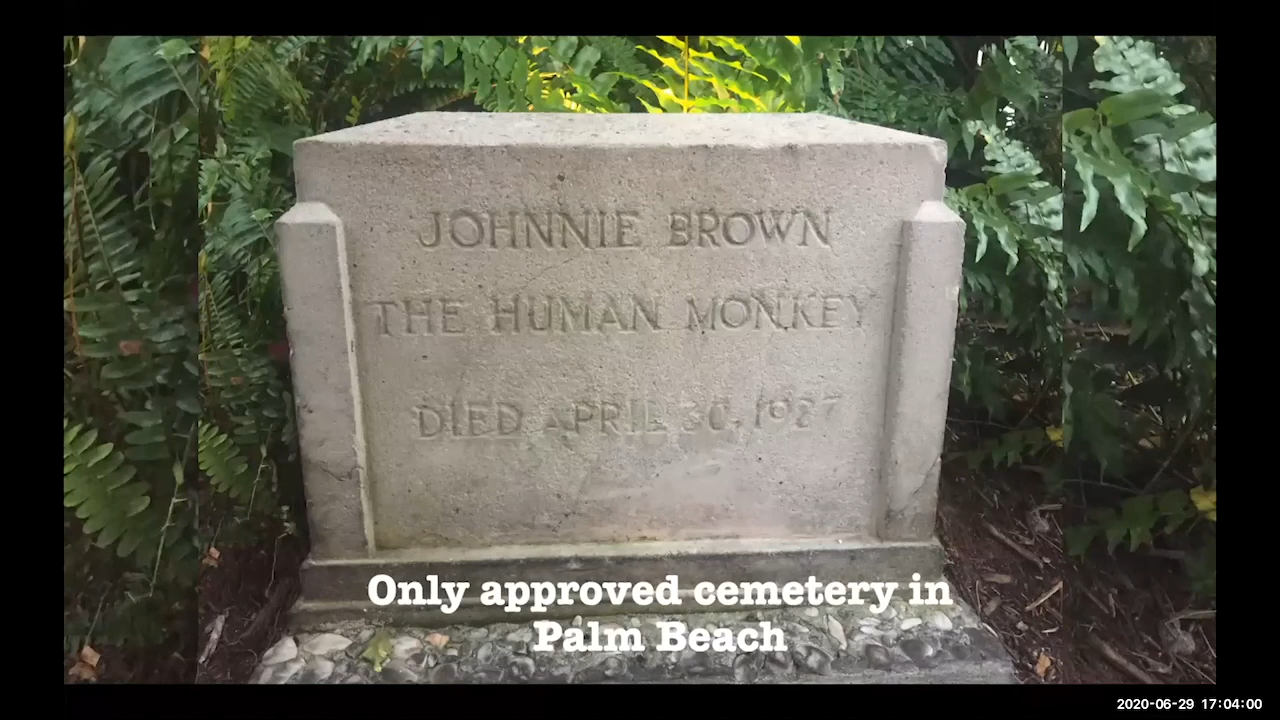 JOHNNIE BROWN
THE HUMAN MONKEY
DIED APRIL 30, 1927
Only approved cemetery in
Palm Beach
2020-06-29 17:04:00